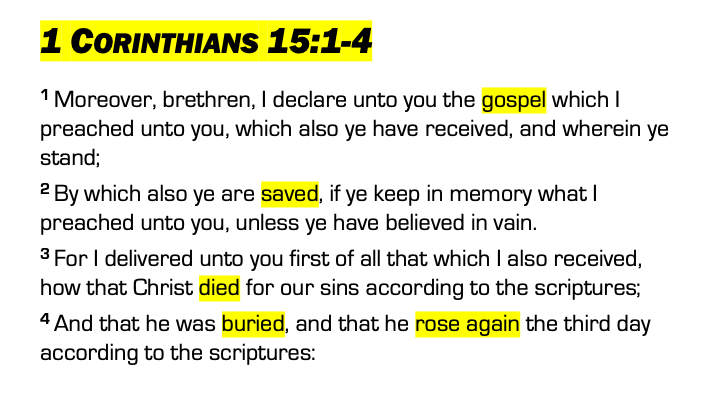 1 CORINTHIANS 15:1-4
1 Moreover, brethren, I declare unto you the gospel which I
preached unto you, which also ye have received, and wherein ye
stand;
2 By which also ye are saved, if ye keep in memory what I
preached unto you, unless ye have believed in vain.
3 For I delivered unto you first of all that which I also received,
how that Christ died for our sins according to the scriptures;
4 And that he was buried, and that he rose again the third day
according to the scriptures: